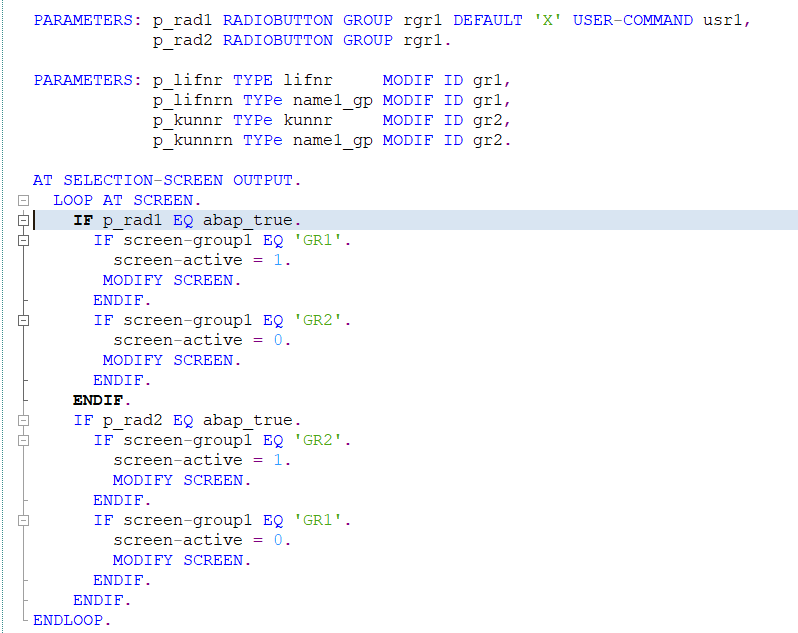 PARAMETERS: p_rad1 RADIOBUTTON GROUP rgr1 DEFAULT 'X' USER-COMMAND usr1,
p_rad2 RADIOBUTTON GROUP rgr1.
PARAMETERS: p_lifnr TYPE lifnr MODIF ID gr1,
p_lifnrn TYPe name1_gp MODIF ID gr1,
p_kunnr TYPe kunnr MODIF ID gr2,
p_kunnrn TYPe name1_gp MODIF ID gr2.
AT SELECTION-SCREEN OUTPUT.
LOOP AT SCREEN.
IF p_rad1 EQ abap_true.
IF screen-group1 EQ 'GR1'.
screen-active = 1.
MODIFY SCREEN.
ENDIF.
IF screen-group1 EQ 'GR2'.
screen-active = 0.
MODIFY SCREEN.
ENDIF.
ENDIF.
IF p_rad2 EQ abap_true.
IF screen-group1 EQ 'GR2'.
screen-active = 1.
MODIFY SCREEN.
ENDIF.
IF screen-group1 EQ 'GR1'.
screen-active = 0.
MODIFY SCREEN.
ENDIF.
ENDIF.
ENDLOOP.